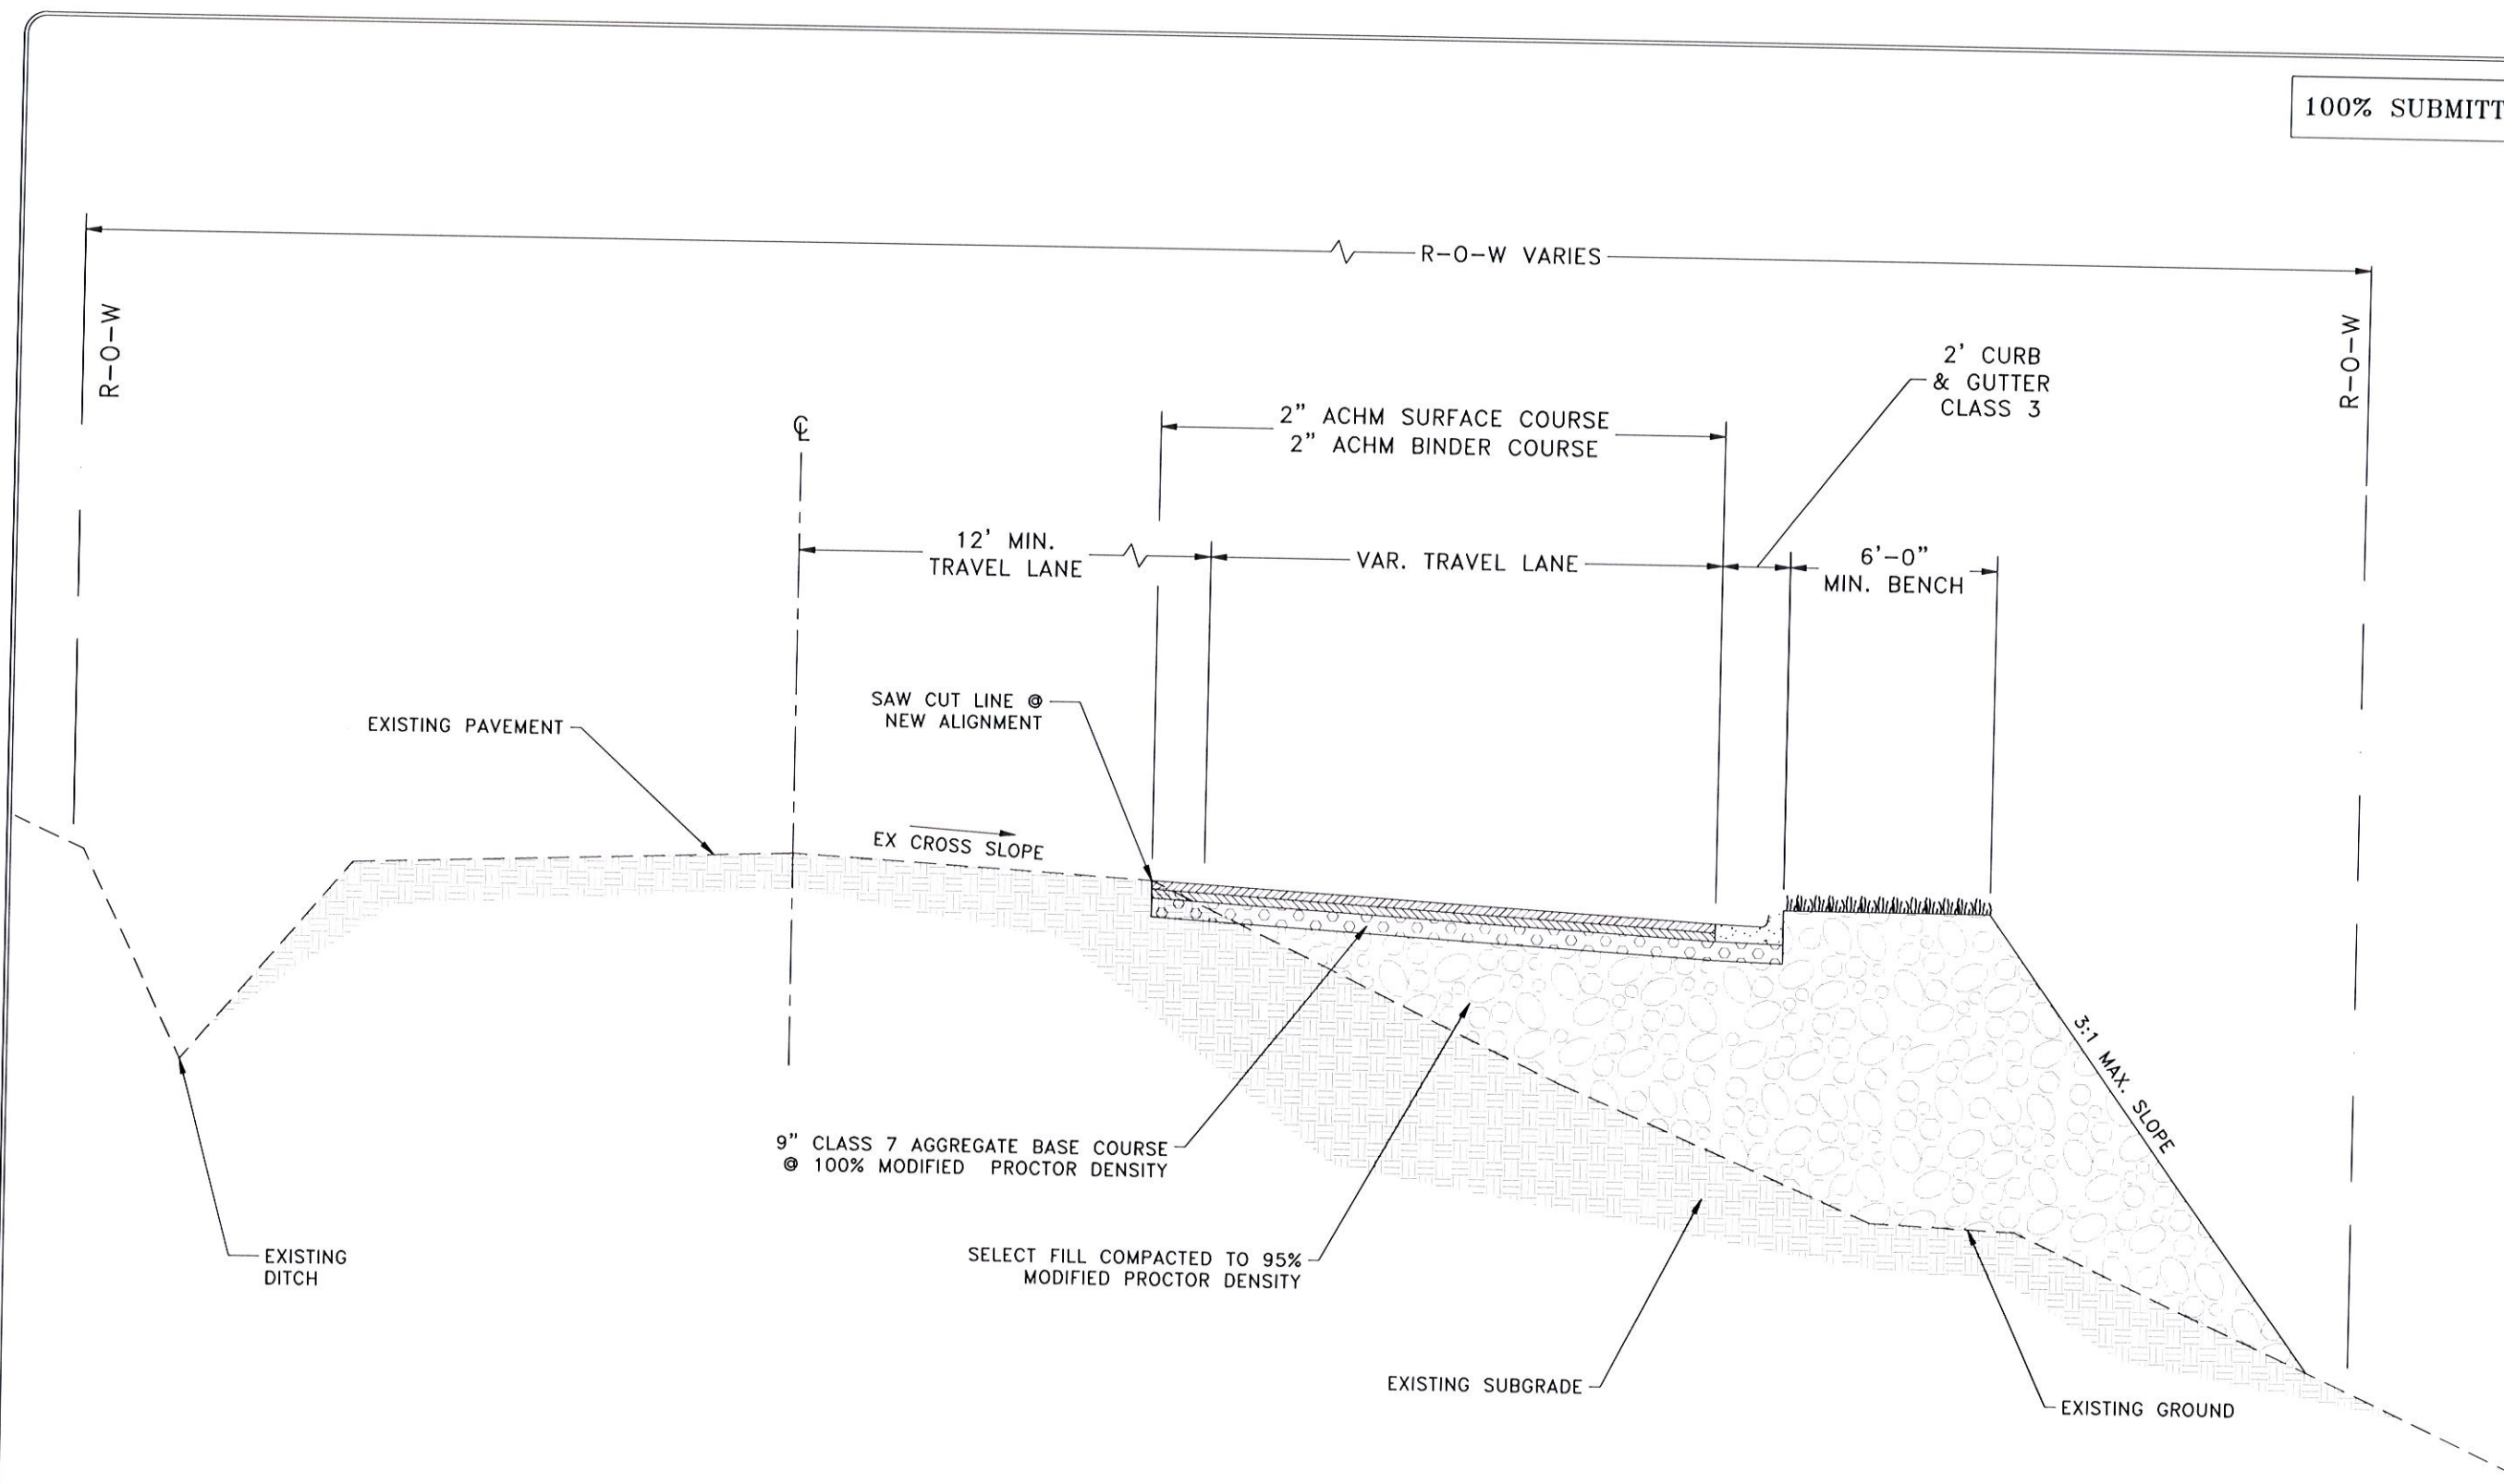 100% SUBMITT
R-O-W VARIES
R-O-W
R-O-W
2' CURB
& GUTTER
CLASS 3
2" ACHM SURFACE COURSE
2" ACHM BINDER COURSE
℄
12' MIN.
TRAVEL LANE
VAR. TRAVEL LANE
6'-0"
MIN. BENCH
SAW CUT LINE @
NEW ALIGNMENT
EXISTING PAVEMENT
EX CROSS SLOPE
3:1 MAX. SLOPE
9" CLASS 7 AGGREGATE BASE COURSE
@ 100% MODIFIED PROCTOR DENSITY
EXISTING
DITCH
SELECT FILL COMPACTED TO 95%
MODIFIED PROCTOR DENSITY
EXISTING SUBGRADE
EXISTING GROUND